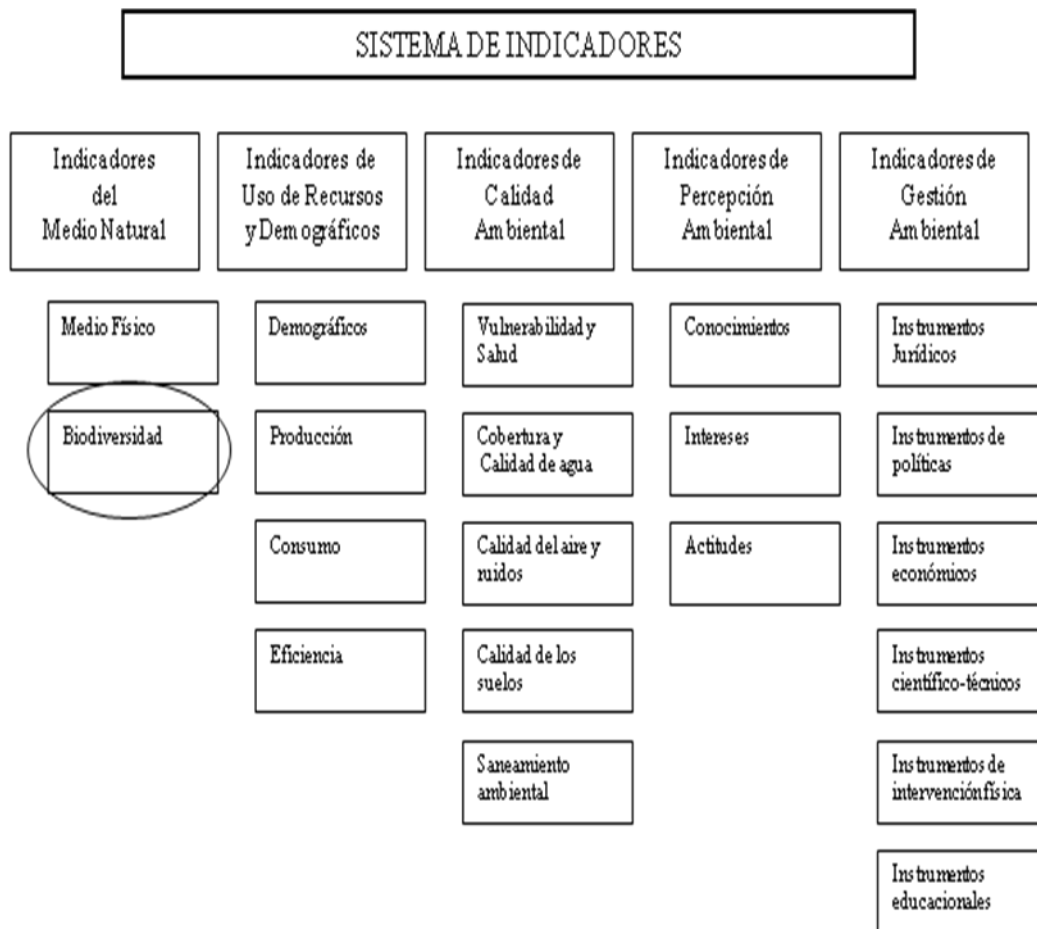 SISTEMA DE INDICADORES
Indicadores
del
Medio Natural
Indicadores de
Uso de Recursos
y Demográficos
Indicadores de
Calidad
Ambiental
Indicadores de
Percepción
Ambiental
Indicadores de
Gestión
Ambiental
Medio Físico
Biodiversidad
Demográficos
Producción
Consumo
Eficiencia
Vulnerabilidad y
Salud
Cobertura y
Calidad de agua
Calidad del aire y
ruidos
Calidad de los
suelos
Saneamiento
ambiental
Conocimientos
Intereses
Actitudes
Instrumentos
Jurídicos
Instrumentos de
políticas
Instrumentos
económicos
Instrumentos
científico-técnicos
Instrumentos de
intervención física
Instrumentos
educacionales